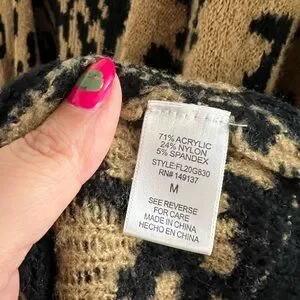 71% ACRYLIC
24% NYLON
5% SPANDEX
STYLE:FL20G830
RN# 149137
M
SEE REVERSE
FOR CARE
MADE IN CHINA
HECHO EN CHINA